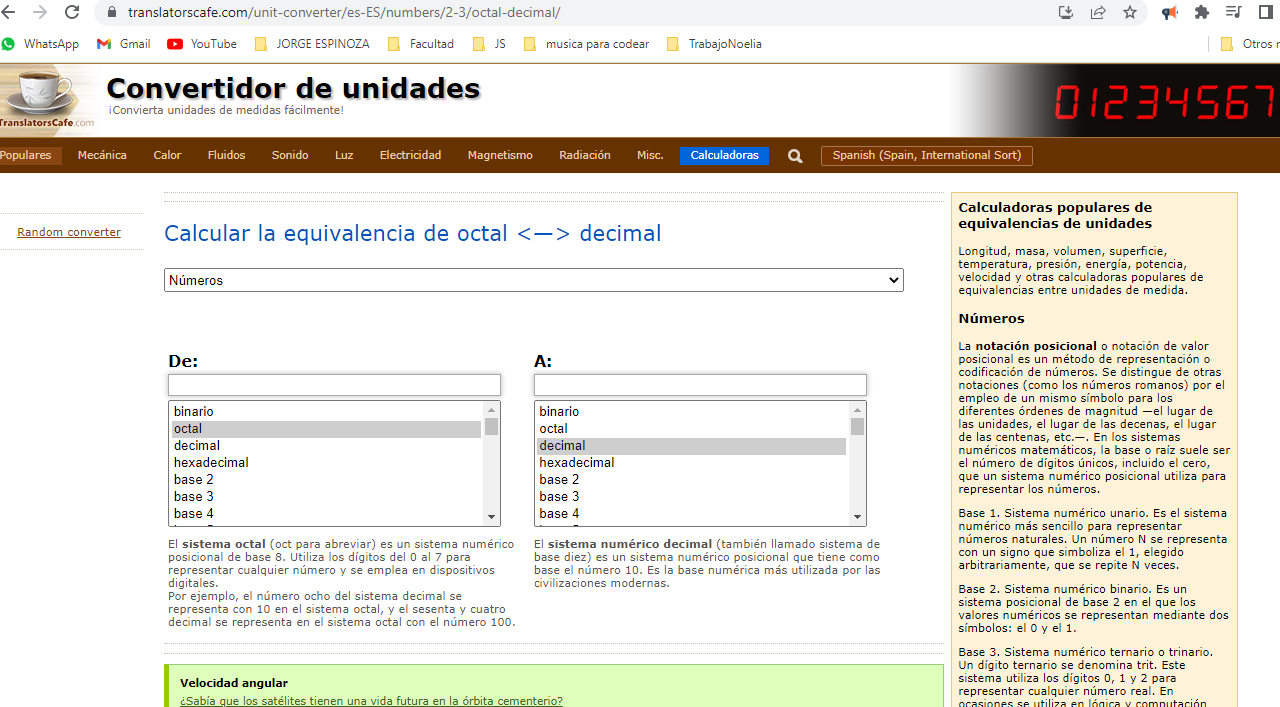 translatorscafe.com/unit-converter/es-ES/numbers/2-3/octal-decimal/
WhatsApp Gmail YouTube JORGE ESPINOZA Facultad JS musica para codear TrabajoNoelia Otros
Convertidor de unidades
¡Convierta unidades de medidas fácilmente!
TranslatorsCafe.com
01234567
Populares Mecánica Calor Fluidos Sonido Luz Electricidad Magnetismo Radiación Misc. Calculadoras Spanish (Spain, International Sort)
Random converter
Calcular la equivalencia de octal <—> decimal
Números
De:
binario
octal
decimal
hexadecimal
base 2
base 3
base 4
El sistema octal (oct para abreviar) es un sistema numérico
posicional de base 8. Utiliza los dígitos del 0 al 7 para
representar cualquier número y se emplea en dispositivos
digitales.
Por ejemplo, el número ocho del sistema decimal se
representa con 10 en el sistema octal, y el sesenta y cuatro
decimal se representa en el sistema octal con el número 100.
A:
binario
octal
decimal
hexadecimal
base 2
base 3
base 4
El sistema numérico decimal (también llamado sistema de
base diez) es un sistema numérico posicional que tiene como
base el número 10. Es la base numérica más utilizada por las
civilizaciones modernas.
Velocidad angular
¿Sabía que los satélites tienen una vida futura en la órbita cementerio?
Calculadoras populares de
equivalencias de unidades
Longitud, masa, volumen, superficie,
temperatura, presión, energía, potencia,
velocidad y otras calculadoras populares de
equivalencias entre unidades de medida.
Números
La notación posicional o notación de valor
posicional es un método de representación o
codificación de números. Se distingue de otras
notaciones (como los números romanos) por el
empleo de un mismo símbolo para los
diferentes órdenes de magnitud —el lugar de
las unidades, el lugar de las decenas, el lugar
de las centenas, etc.—. En los sistemas
numéricos matemáticos, la base o raíz suele ser
el número de dígitos únicos, incluido el cero,
que un sistema numérico posicional utiliza para
representar los números.
Base 1. Sistema numérico unario. Es el sistema
numérico más sencillo para representar
números naturales. Un número N se representa
con un signo que simboliza el 1, elegido
arbitrariamente, que se repite N veces.
Base 2. Sistema numérico binario. Es un
sistema posicional de base 2 en el que los
valores numéricos se representan mediante dos
símbolos: el 0 y el 1.
Base 3. Sistema numérico ternario o trinario.
Un dígito ternario se denomina trit. Este
sistema utiliza los dígitos 0, 1 y 2 para
representar cualquier número real. En
ocasiones se utiliza en lógica y computación